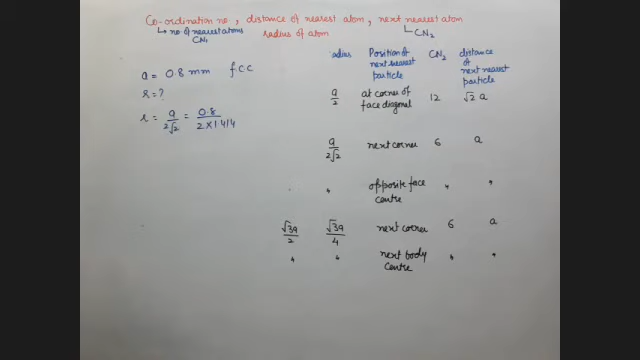 Co-ordination no, distance of nearest atom, next nearest atom
↳ no of nearest atoms radius of atom ↳ CN₂
CN₁
adius Position of next nearest particle CN₂ distance of next nearest particle
a = 0.8 mm fcc
r = ?
r = a/2√2 = 0.8/2×1.414
a/2 at corner of face diagonal 12 √2 a
a/2√2 next corner 6 a
" opposite face centre " "
√3a/2 √3a/4 next corner 6 a
" " next body centre " "